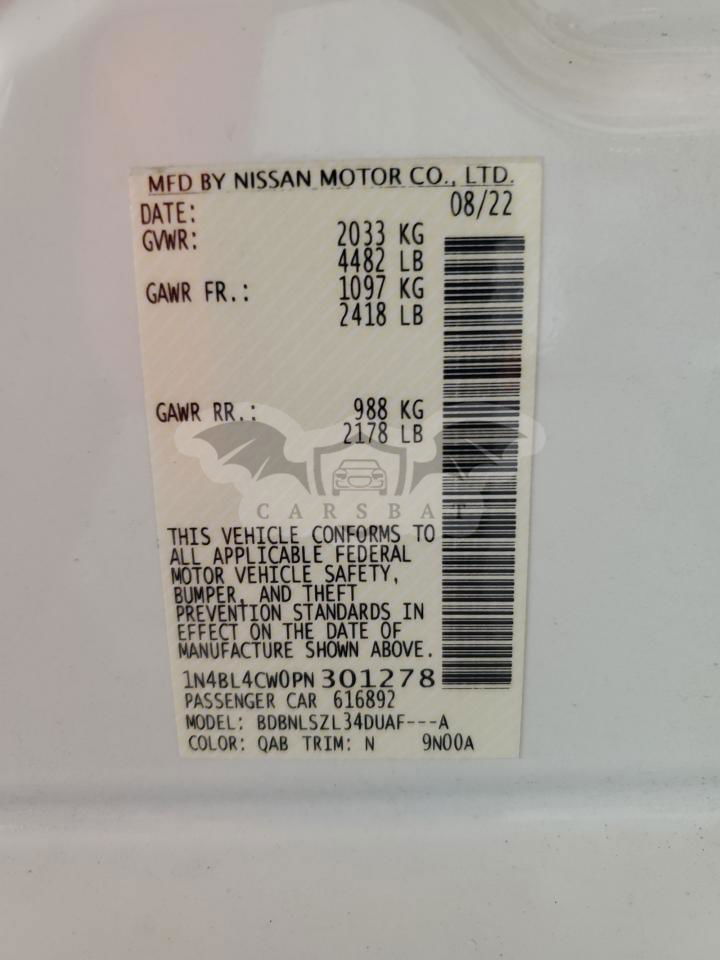 MFD BY NISSAN MOTOR CO., LTD.
DATE: 08/22
GVWR: 2033 KG
4482 LB
GAWR FR.: 1097 KG
2418 LB
GAWR RR.: 988 KG
2178 LB
CARSBAT
THIS VEHICLE CONFORMS TO
ALL APPLICABLE FEDERAL
MOTOR VEHICLE SAFETY,
BUMPER, AND THEFT
PREVENTION STANDARDS IN
EFFECT ON THE DATE OF
MANUFACTURE SHOWN ABOVE.
1N4BL4CW0PN301278
PASSENGER CAR 616892
MODEL: BDBNLSZL34DUAF---A
COLOR: QAB TRIM: N 9N00A